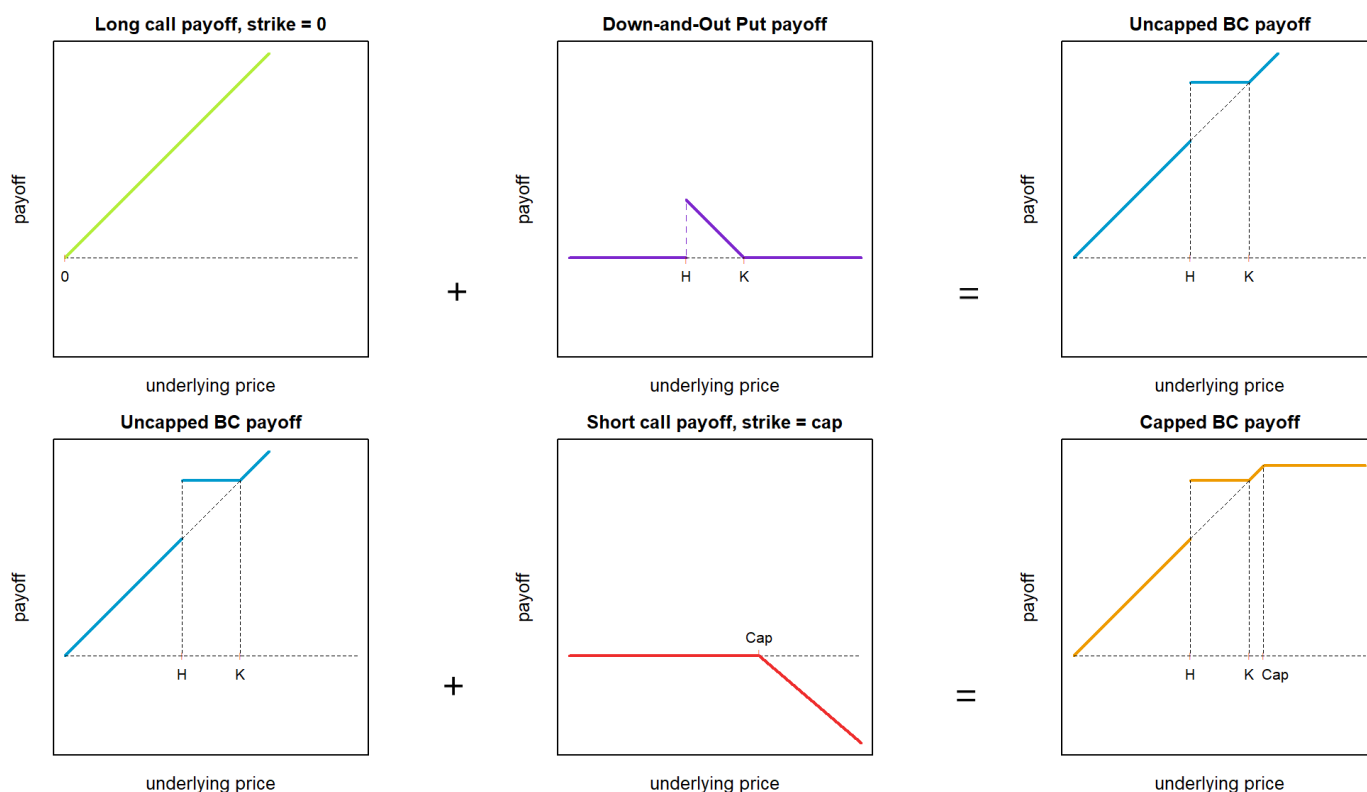 Long call payoff, strike = 0
Down-and-Out Put payoff
Uncapped BC payoff
payoff
0
underlying price
+
payoff
H
K
underlying price
=
payoff
H
K
underlying price
Uncapped BC payoff
Short call payoff, strike = cap
Capped BC payoff
payoff
H
K
underlying price
+
payoff
Cap
underlying price
=
payoff
H
K
Cap
underlying price